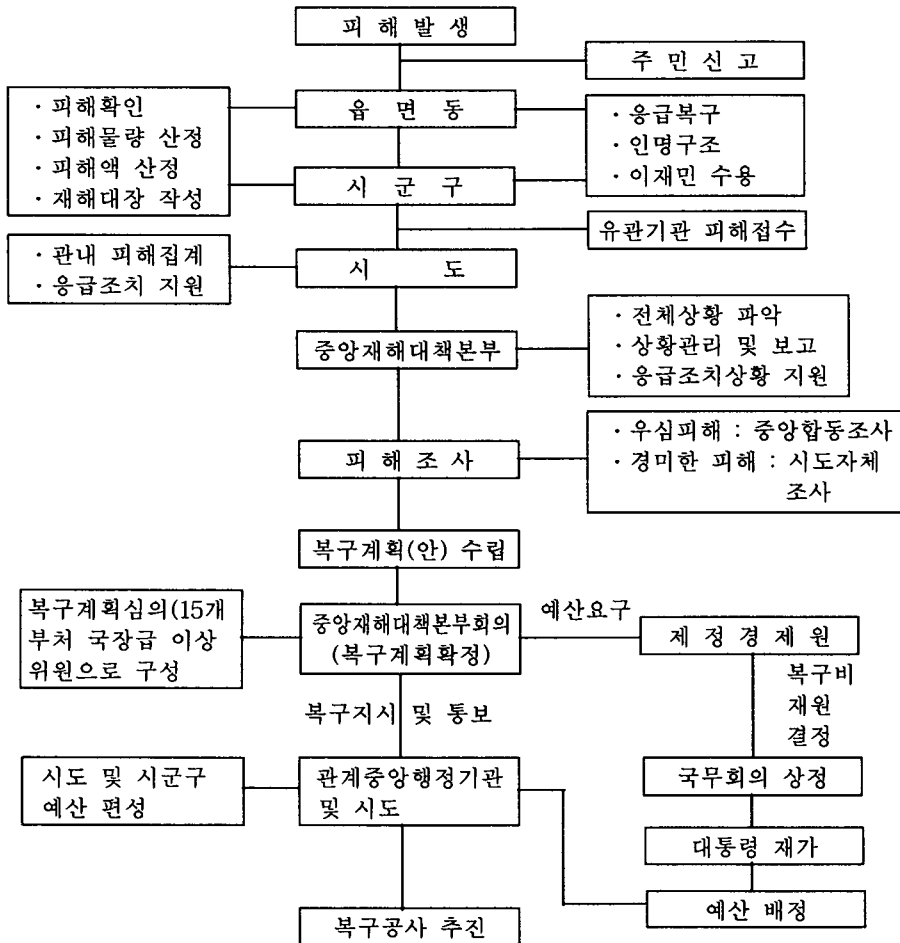 피 해 발 생
주 민 신 고
· 피해확인
· 피해물량 산정
· 피해액 산정
· 재해대장 작성
읍 면 동
· 응급복구
· 인명구조
· 이재민 수용
시 군 구
유관기관 피해접수
· 관내 피해집계
· 응급조치 지원
시 도
중앙재해대책본부
· 전체상황 파악
· 상황관리 및 보고
· 응급조치상황 지원
피 해 조 사
· 우심피해 : 중앙합동조사
· 경미한 피해 : 시도자체
조사
복구계획(안) 수립
복구계획심의(15개
부처 국장급 이상
위원으로 구성
중앙재해대책본부회의
(복구계획확정)
예산요구
제 정 경 제 원
복구비
재원
결정
복구지시 및 통보
시도 및 시군구
예산 편성
관계중앙행정기관
및 시도
국무회의 상정
대통령 재가
예산 배정
복구공사 추진